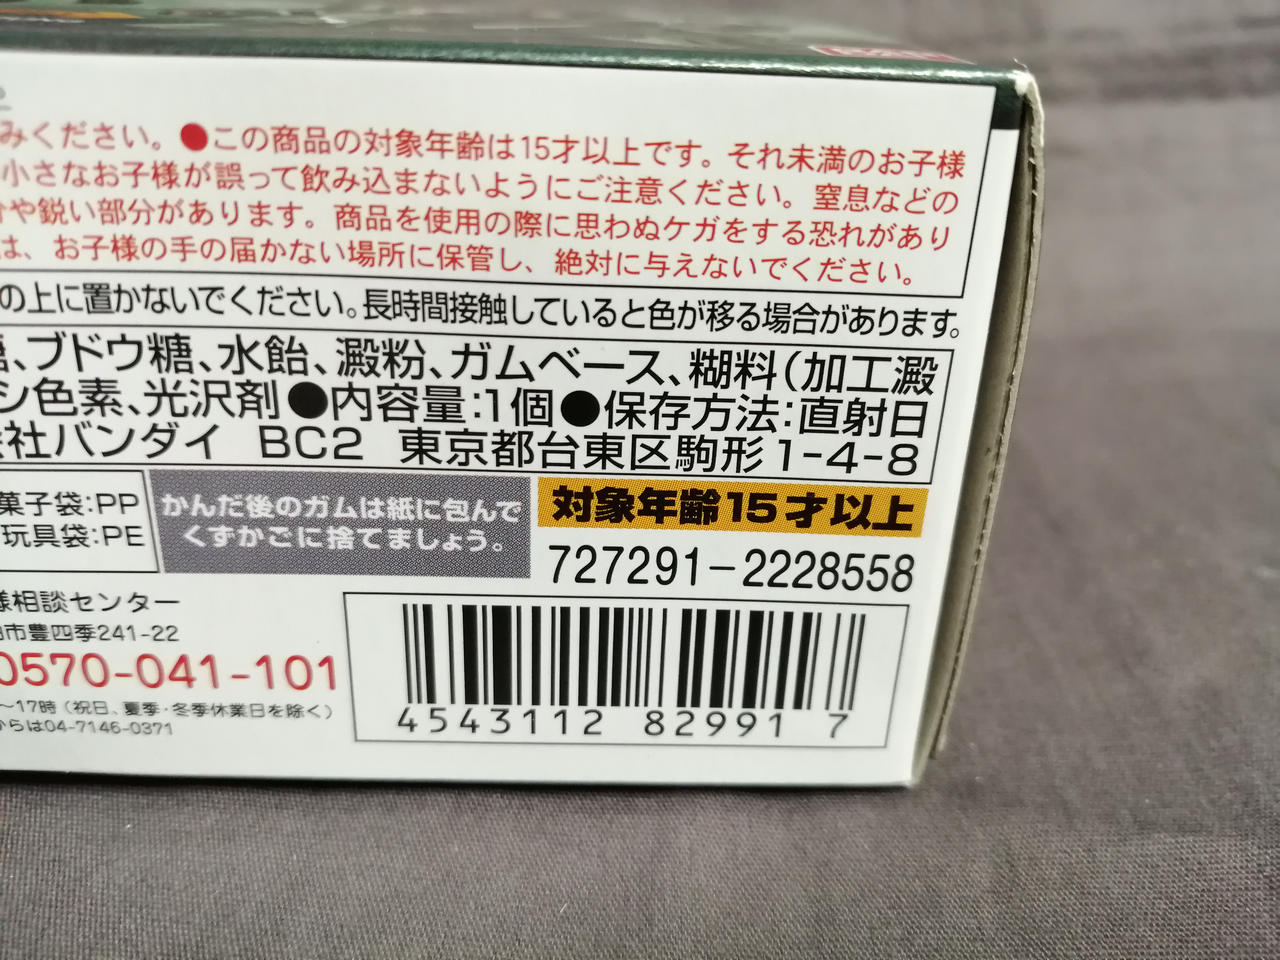 みください。●この商品の対象年齢は15才以上です。それ未満のお子様
小さなお子様が誤って飲み込まないようにご注意ください。窒息などの
や鋭い部分があります。商品を使用の際に思わぬケガをする恐れがあり
は、お子様の手の届かない場所に保管し、絶対に与えないでください。
の上に置かないでください。長時間接触していると色が移る場合があります。
、ブドウ糖、水飴、澱粉、ガムベース、糊料(加工澱
シ色素、光沢剤●内容量:1個●保存方法:直射日
社バンダイ BC2 東京都台東区駒形1-4-8
菓子袋:PP
玩具袋:PE
かんだ後のガムは紙に包んで
くずかごに捨てましょう。
対象年齢15才以上
727291-2228558
様相談センター
市豊四季241-22
0570-041-101
~17時(祝日、夏季・冬季休業日を除く)
からは04-7146-0371
4543112 82991 7